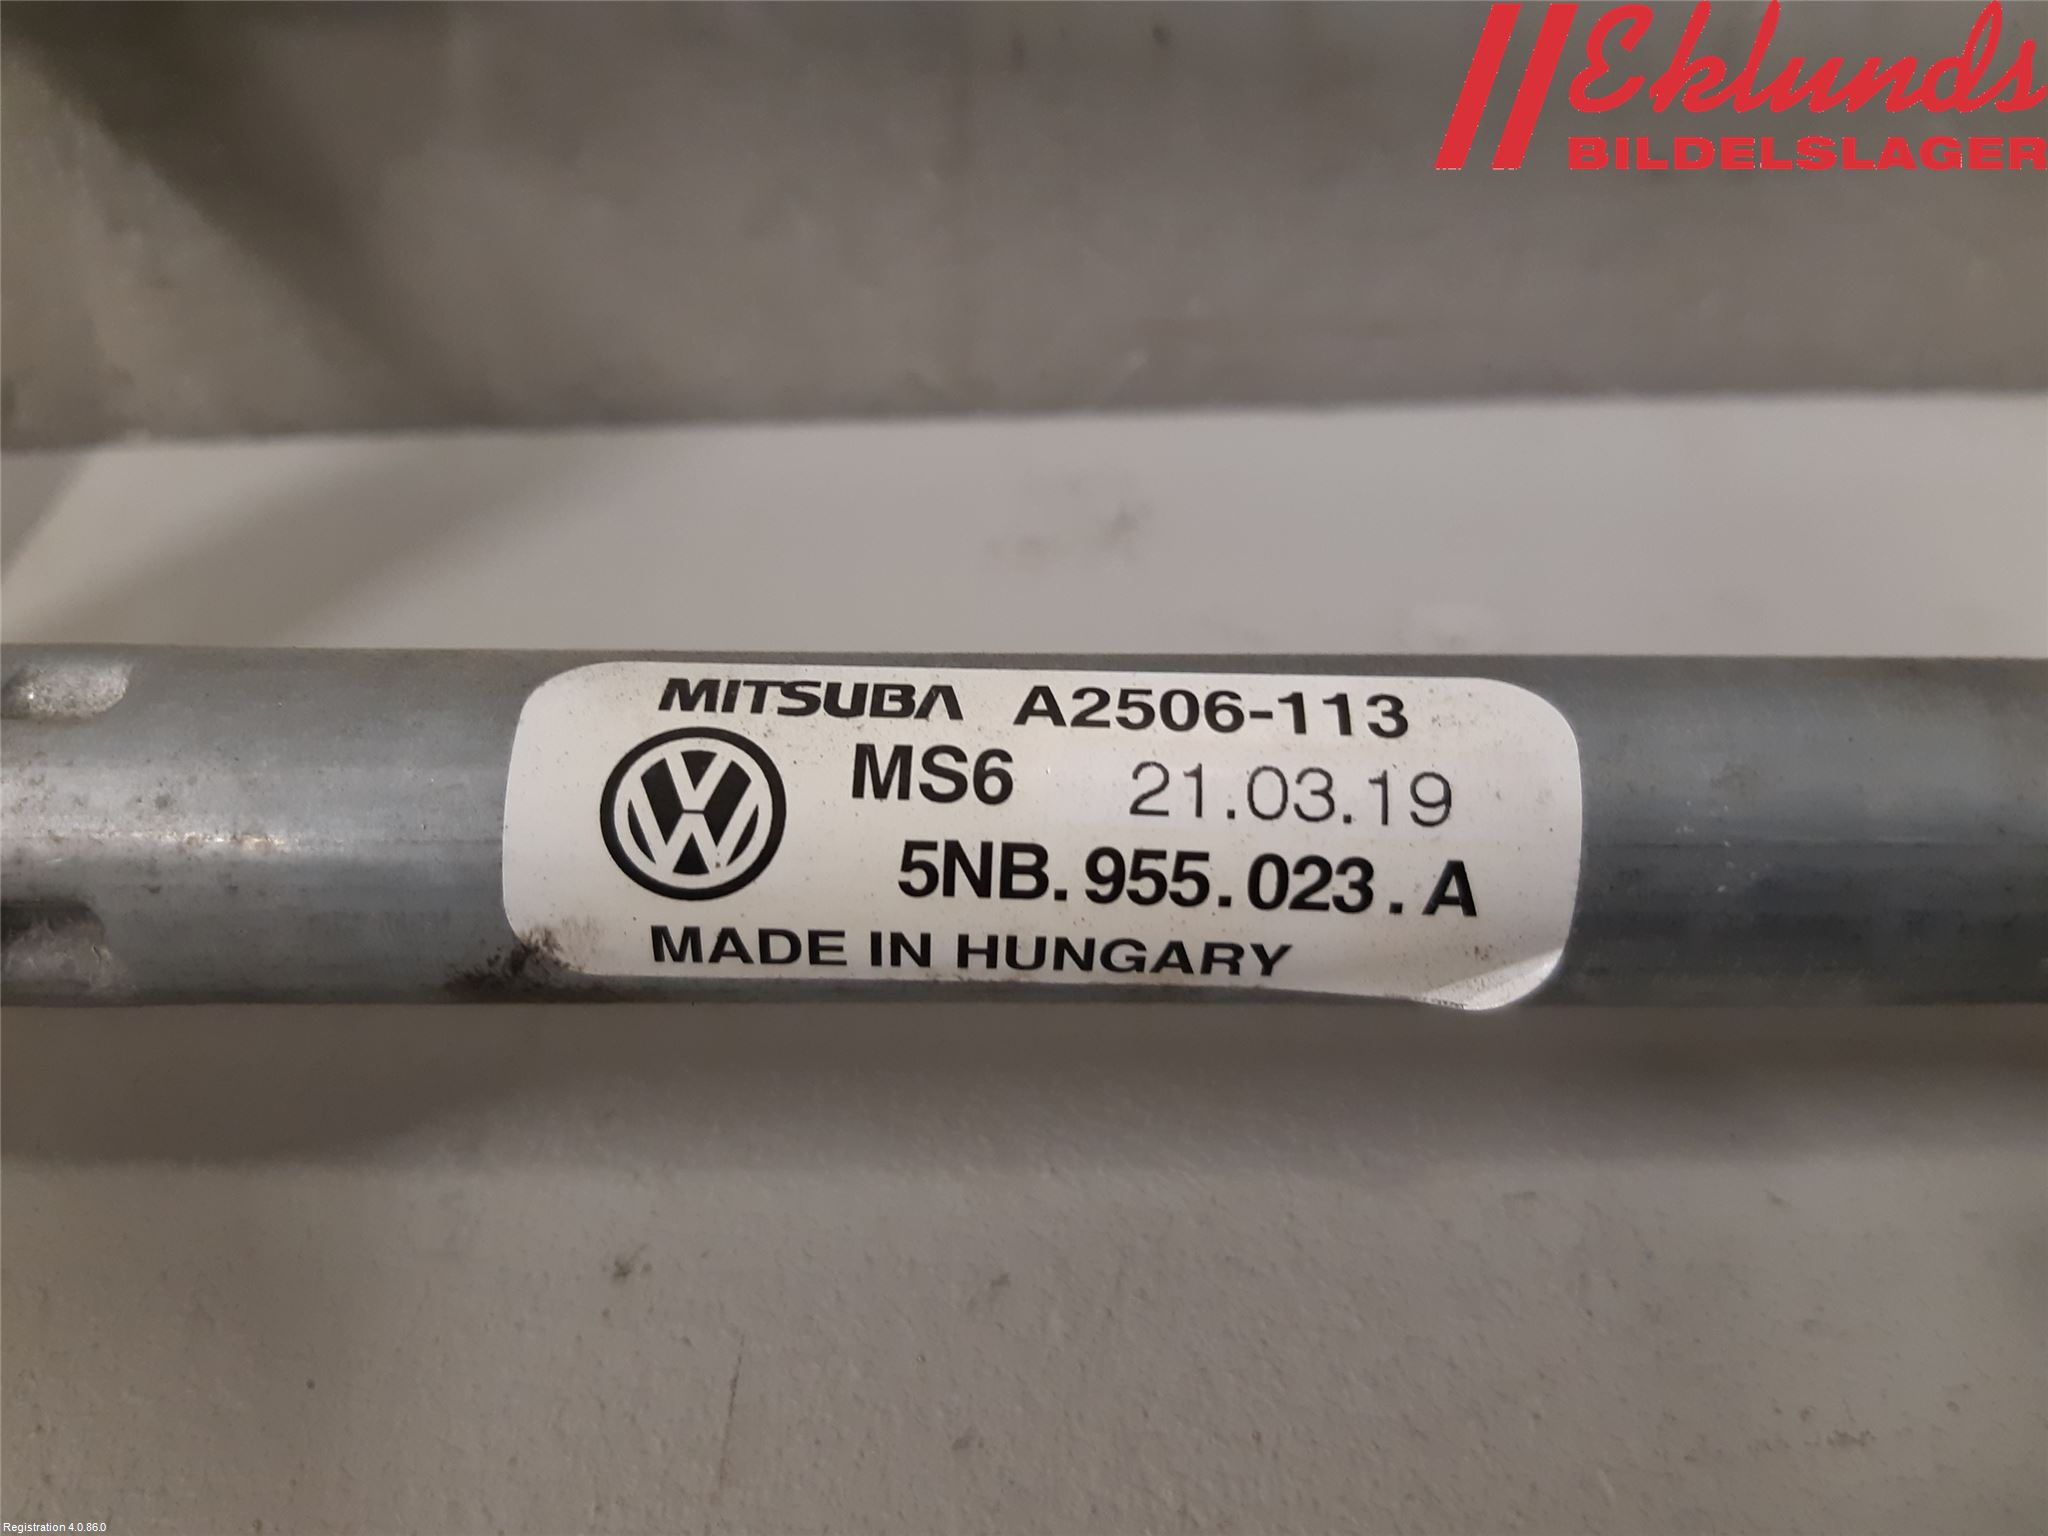 Eklunds
BILDELSLAGER
MITSUBA A2506-113
MS6 21.03.19
5NB.955.023.A
MADE IN HUNGARY
Registration 4.0.86.0